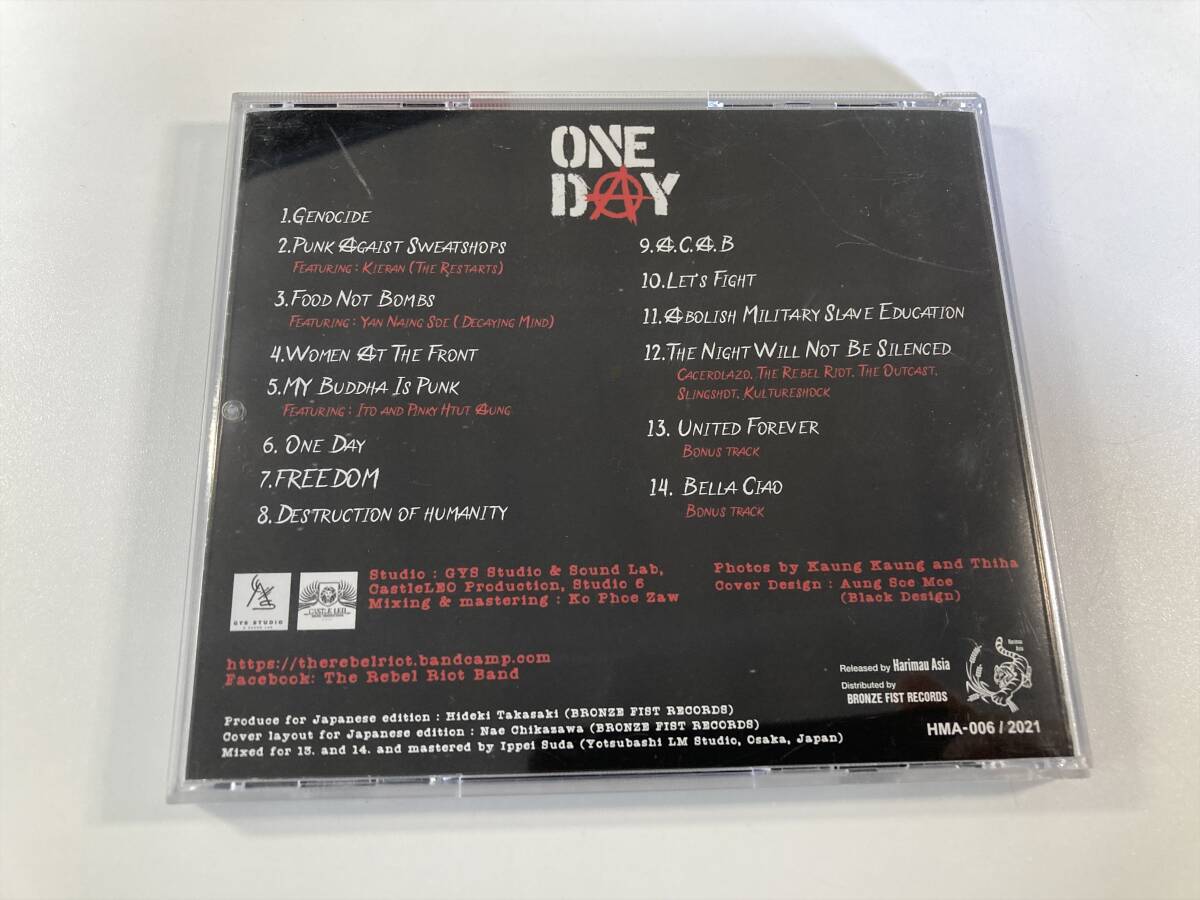 ONE
DAY
1.GENOCIDE
2.PUNK AGAIST SWEATSHOPS
FEATURING : KIERAN (THE RESTARTS)
3.FOOD NOT BOMBS
FEATURING : YAN NAING SOE ( DECAYING MIND)
4.WOMEN AT THE FRONT
5.MY BUDDHA IS PUNK
FEATURING : ITO AND PINKY HTUT AUNG
6. ONE DAY
7.FREEDOM
8.DESTRUCTION OF HUMANITY
9.A.C.A.B
10.LET'S FIGHT
11.ABOLISH MILITARY SLAVE EDUCATION
12.THE NIGHT WILL NOT BE SILENCED
CACEROLAZO. THE REBEL RIOT. THE OUTCAST.
SLINGSHOT. KULTURESHOCK
13. UNITED FOREVER
BONUS TRACK
14. BELLA CIAO
BONUS TRACK
GYS STUDIO
CASTLE LEO
Studio : GYS Studio & Sound Lab,
CastleLEO Production, Studio 6
Mixing & mastering : Ko Phoe Zaw
Photos by Kaung Kaung and Thiha
Cover Design : Aung Soe Moe
(Black Design)
https://therebelriot.bandcamp.com
Facebook: The Rebel Riot Band
Produce for Japanese edition : Hideki Takasaki (BRONZE FIST RECORDS)
Cover layout for Japanese edition : Nae Chikazawa (BRONZE FIST RECORDS)
Mixed for 13. and 14. and mastered by Ippei Suda (Yotsubashi LM Studio, Osaka, Japan)
Released by Harimau Asia
Distributed by
BRONZE FIST RECORDS
Harimau
Asia
HMA-006 / 2021